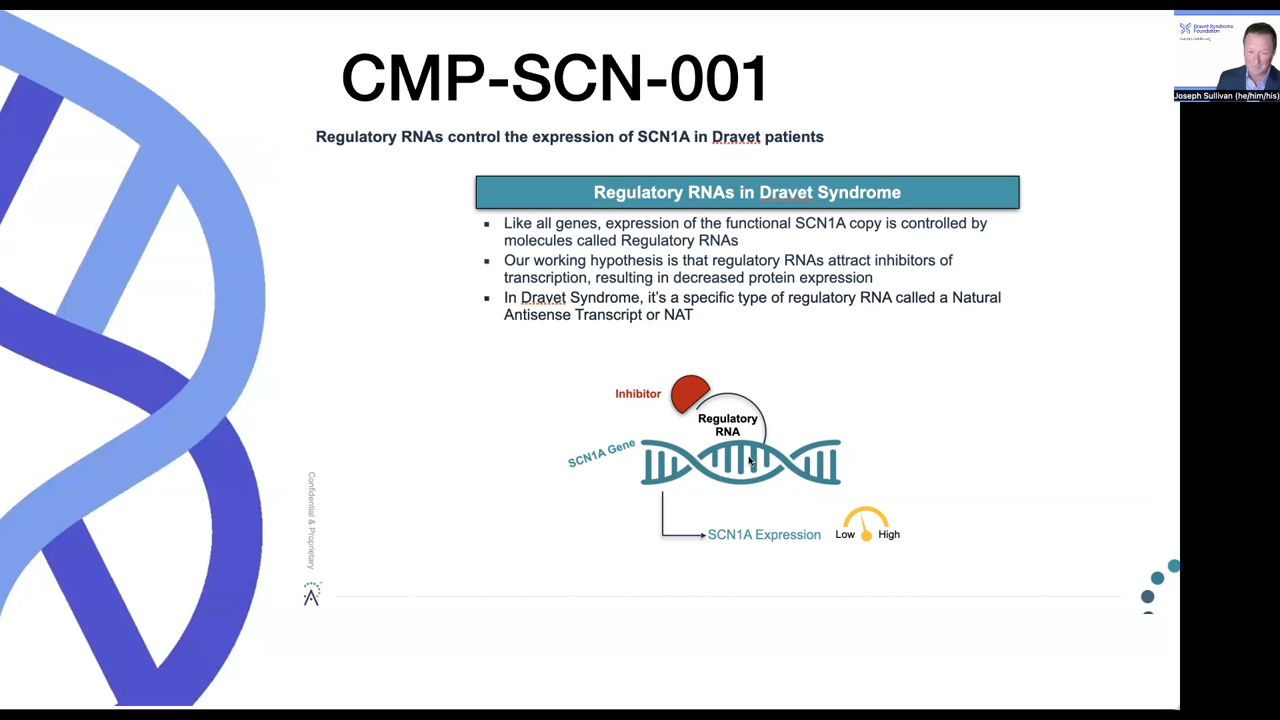 CMP-SCN-001
Regulatory RNAs control the expression of SCN1A in Dravet patients
Regulatory RNAs in Dravet Syndrome
▪ Like all genes, expression of the functional SCN1A copy is controlled by
molecules called Regulatory RNAs
▪ Our working hypothesis is that regulatory RNAs attract inhibitors of
transcription, resulting in decreased protein expression
▪ In Dravet Syndrome, it's a specific type of regulatory RNA called a Natural
Antisense Transcript or NAT
Inhibitor
Regulatory
RNA
SCN1A Gene
SCN1A Expression
Low
High
Confidential & Proprietary
Dravet Syndrome
Foundation
Joseph Sullivan (he/him/his)